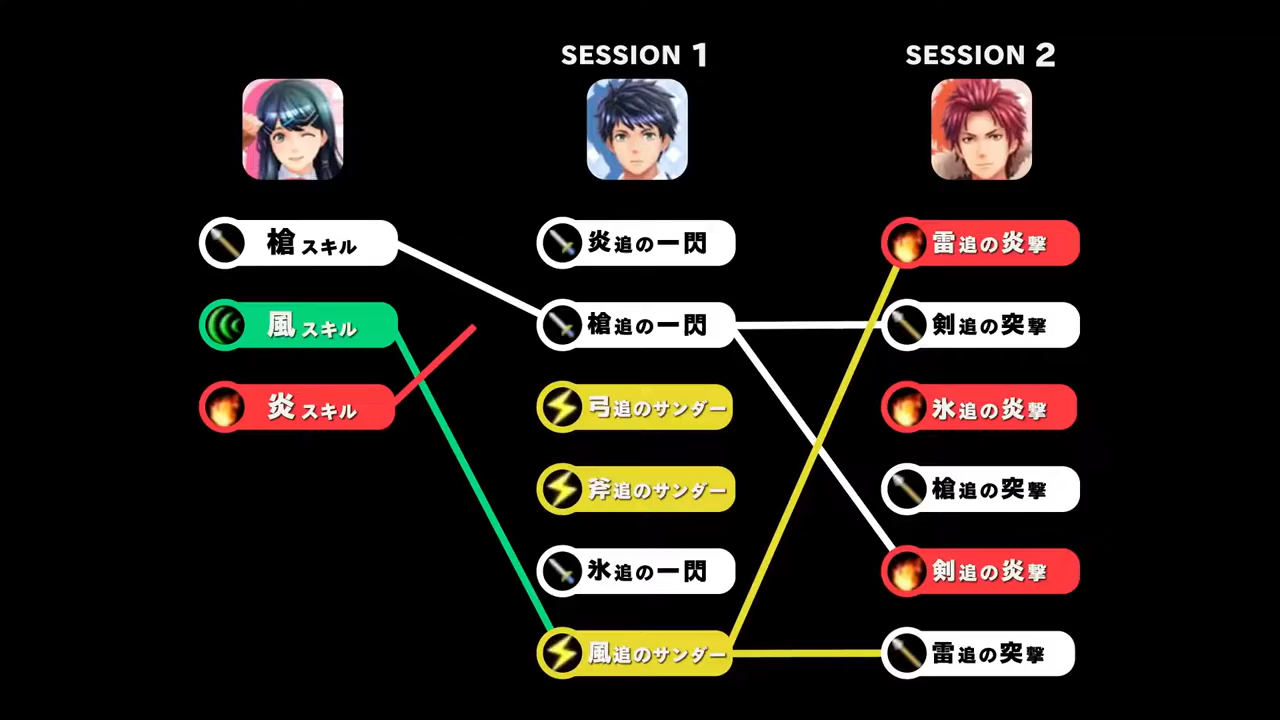 SESSION 1
SESSION 2
槍スキル
風スキル
炎スキル
炎追の一閃
槍追の一閃
弓追のサンダー
斧追のサンダー
氷追の一閃
風追のサンダー
雷追の炎撃
剣追の突撃
氷追の炎撃
槍追の突撃
剣追の炎撃
雷追の突撃